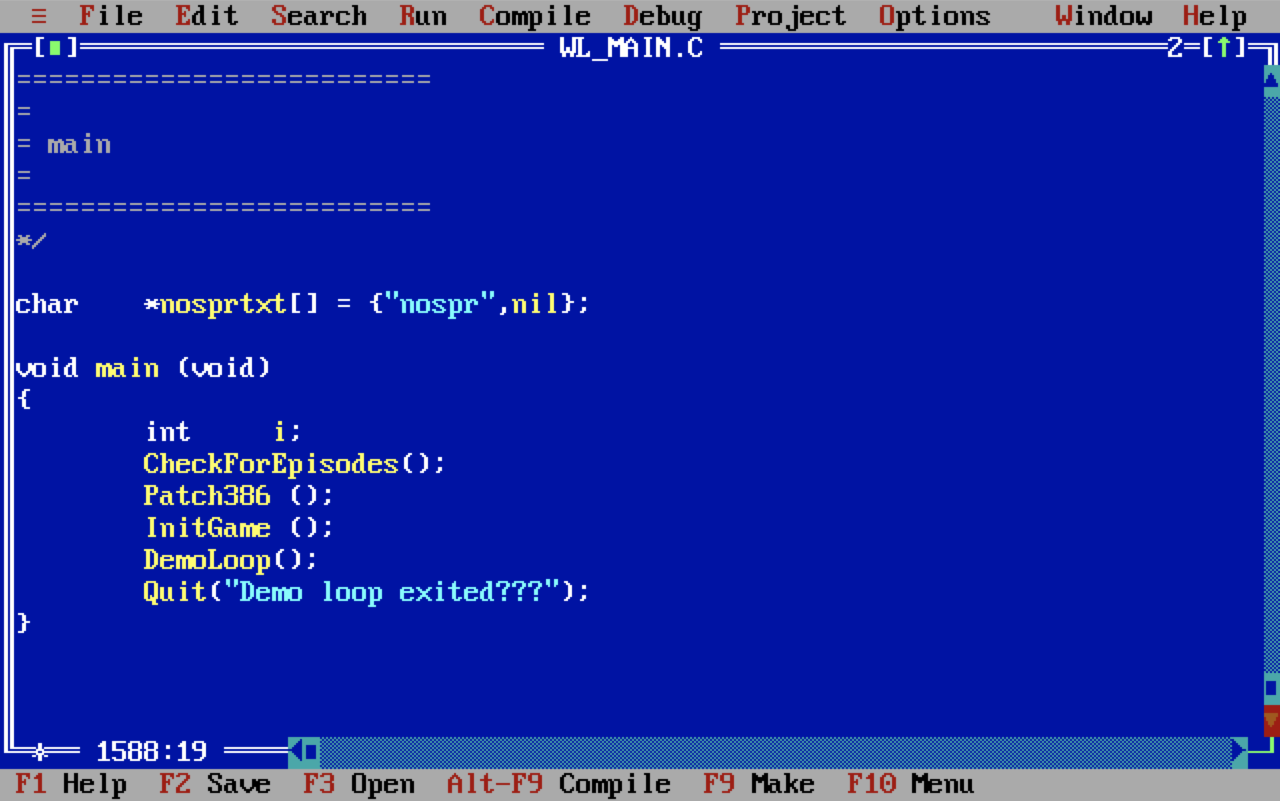 ≡ File Edit Search Run Compile Debug Project Options Window Help
[■] WL_MAIN.C 2=[↑]
==========================
=
= main
=
==========================
*/
char    *nosprtxt[] = {"nospr",nil};
void main (void)
{
        int     i;
        CheckForEpisodes();
        Patch386 ();
        InitGame ();
        DemoLoop();
        Quit("Demo loop exited???");
}
1588:19
F1 Help F2 Save F3 Open Alt-F9 Compile F9 Make F10 Menu